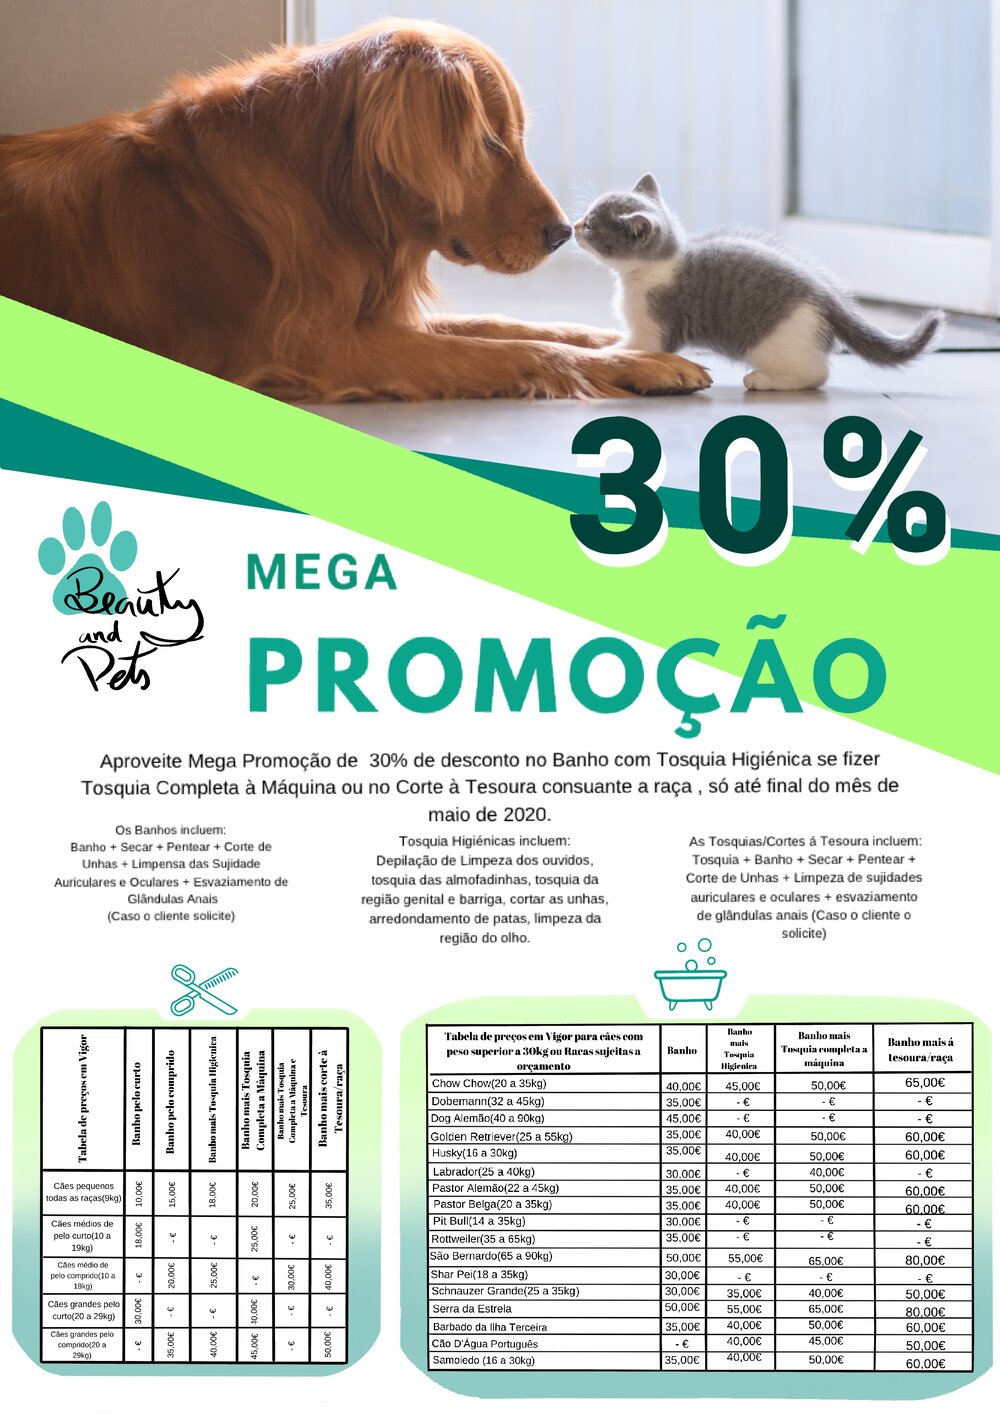 30%
Beauty
and
Pets
MEGA
PROMOÇÃO
Aproveite Mega Promoção de 30% de desconto no Banho com Tosquia Higiénica se fizer
Tosquia Completa à Máquina ou no Corte à Tesoura consuante a raça , só até final do mês de
maio de 2020.
Os Banhos incluem:
Banho + Secar + Pentear + Corte de
Unhas + Limpensa das Sujidade
Auriculares e Oculares + Esvaziamento de
Glândulas Anais
(Caso o cliente solicite)
Tosquia Higiénicas incluem:
Depilação de Limpeza dos ouvidos,
tosquia das almofadinhas, tosquia da
região genital e barriga, cortar as unhas,
arredondamento de patas, limpeza da
região do olho.
As Tosquias/Cortes á Tesoura incluem:
Tosquia + Banho + Secar + Pentear +
Corte de Unhas + Limpeza de sujidades
auriculares e oculares + esvaziamento
de glândulas anais (Caso o cliente o
solicite)
Tabela de preços em Vigor
Banho pelo curto
Banho pelo comprido
Banho mais Tosquia Higienica
Banho mais Tosquia
Completa a Máquina
Banho mais Tosquia
Completa a Máquina e
Tesoura
Banho mais corte à
Tesoura/raça
Cães pequenos
todas as raças(9kg)
10,00€ 15,00€ 18,00€ 20,00€ 25,00€ 35,00€
Cães médios de
pelo curto(10 a
19kg)
18,00€ - € - € 25,00€ - € - €
Cães médio de
pelo comprido(10 a
19kg)
- € 20,00€ 25,00€ - € 30,00€ 40,00€
Cães grandes pelo
curto(20 a 29kg)
30,00€ - € - € 40,00€ - € - €
Cães grandes pelo
comprido(20 a
29kg)
- € 35,00€ 40,00€ 45,00€ - € 50,00€
Tabela de preços em Vigor para cães com
peso superior a 30kg ou Racas sujeitas a
orçamento
Banho
Banho
mais
Tosquia
Higienica
Banho mais
Tosquia completa a
máquina
Banho mais á
tesoura/raça
Chow Chow(20 a 35kg) 40,00€ 45,00€ 50,00€ 65,00€
Dobemann(32 a 45kg) 35,00€ - € - € - €
Dog Alemão(40 a 90kg) 45,00€ - € - € - €
Golden Retriever(25 a 55kg) 35,00€ 40,00€ 50,00€ 60,00€
Husky(16 a 30kg) 35,00€ 40,00€ 50,00€ 60,00€
Labrador(25 a 40kg) 30,00€ - € 40,00€ - €
Pastor Alemão(22 a 45kg) 35,00€ 40,00€ 50,00€ 60,00€
Pastor Belga(20 a 35kg) 35,00€ 40,00€ 50,00€ 60,00€
Pit Bull(14 a 35kg) 30,00€ - € - € - €
Rottweiler(35 a 65kg) 35,00€ - € - € - €
São Bernardo(65 a 90kg) 50,00€ 55,00€ 65,00€ 80,00€
Shar Pei(18 a 35kg) 30,00€ - € - € - €
Schnauzer Grande(25 a 35kg) 30,00€ 35,00€ 40,00€ 50,00€
Serra da Estrela 50,00€ 55,00€ 65,00€ 80,00€
Barbado da Ilha Terceira 35,00€ 40,00€ 50,00€ 60,00€
Cão D'Água Português - € 40,00€ 45,00€ 50,00€
Samoiedo (16 a 30kg) 35,00€ 40,00€ 50,00€ 60,00€